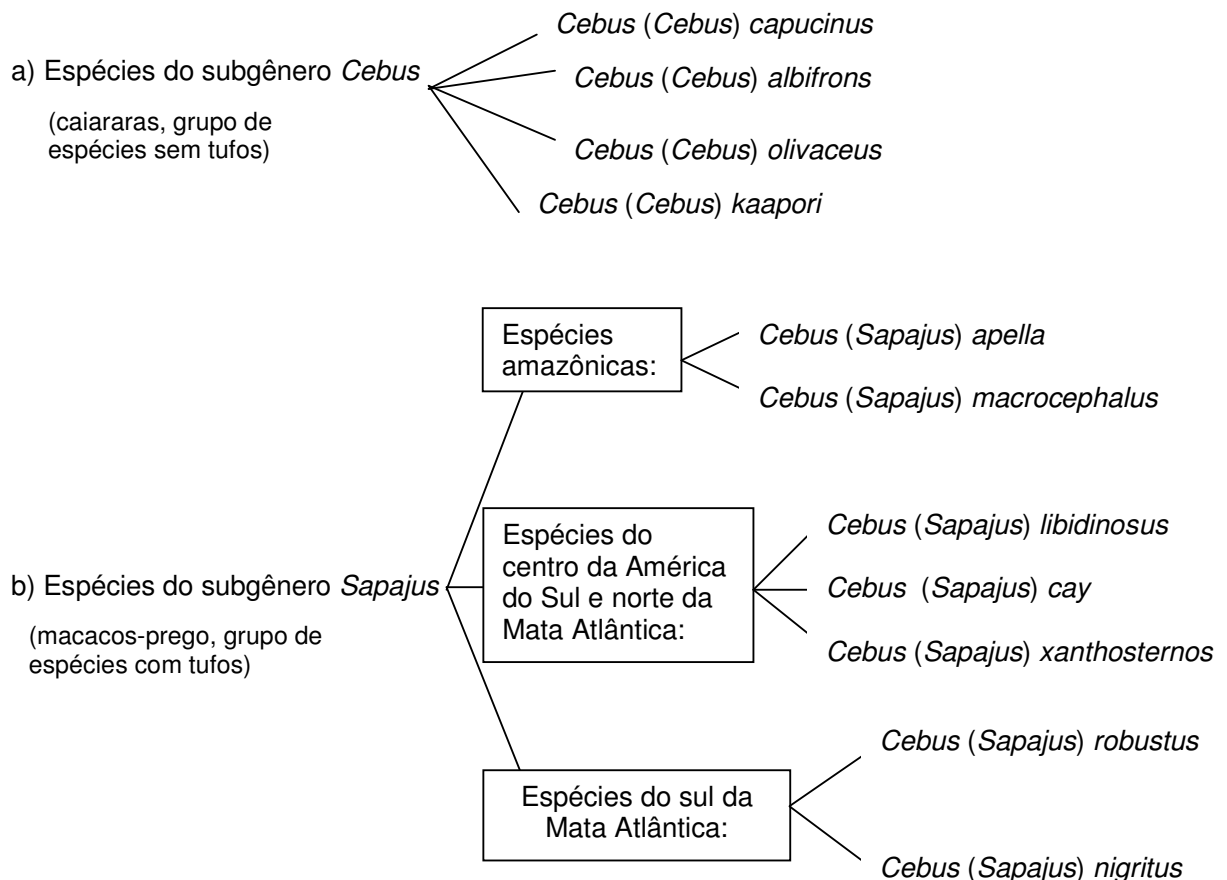 a) Espécies do subgênero Cebus
(caiararas, grupo de
espécies sem tufos)
Cebus (Cebus) capucinus
Cebus (Cebus) albifrons
Cebus (Cebus) olivaceus
Cebus (Cebus) kaapori
b) Espécies do subgênero Sapajus
(macacos-prego, grupo de
espécies com tufos)
Espécies
amazônicas:
Cebus (Sapajus) apella
Cebus (Sapajus) macrocephalus
Espécies do
centro da América
do Sul e norte da
Mata Atlântica:
Cebus (Sapajus) libidinosus
Cebus (Sapajus) cay
Cebus (Sapajus) xanthosternos
Espécies do sul da
Mata Atlântica:
Cebus (Sapajus) robustus
Cebus (Sapajus) nigritus